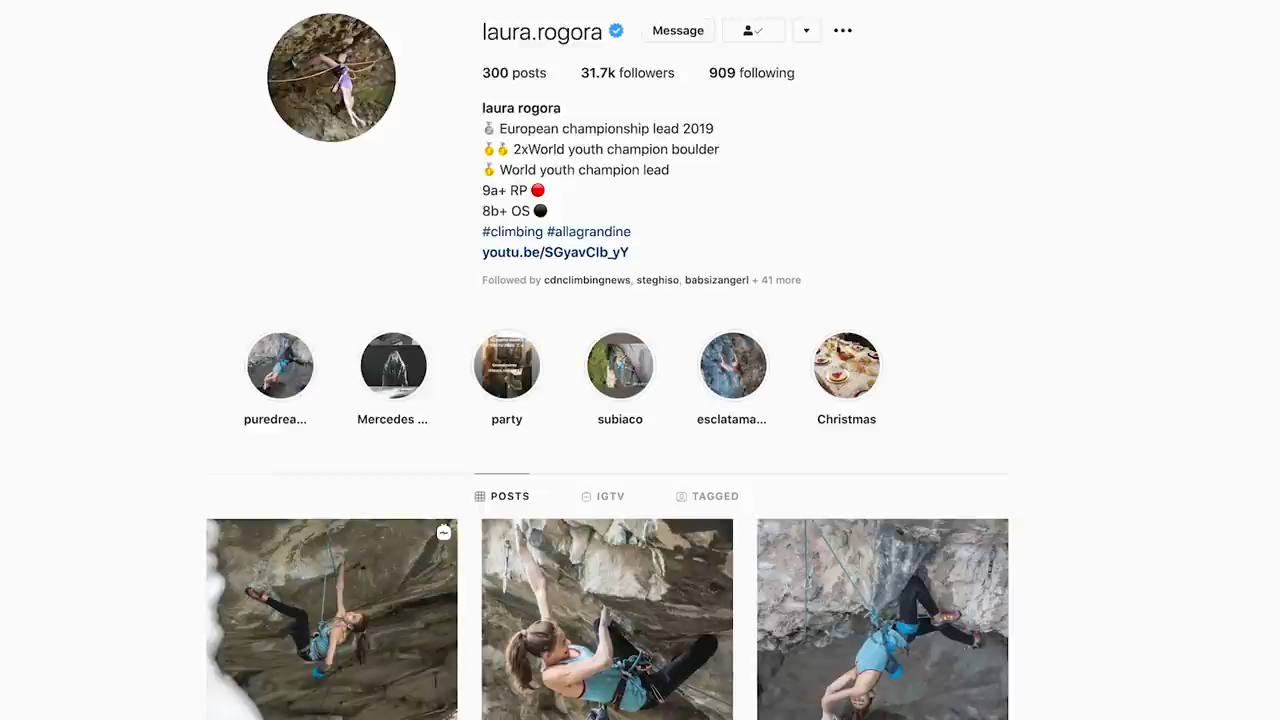 laura.rogora Message
300 posts 31.7k followers 909 following
laura rogora
🥈 European championship lead 2019
🥇🥇 2xWorld youth champion boulder
🥇 World youth champion lead
9a+ RP 🔴
8b+ OS ⚫
#climbing #allagrandine
youtu.be/SGyavClb_yY
Followed by cdnclimbingnews, steghiso, babsizangerl + 41 more
puredrea... Mercedes ... party subiaco esclatama... Christmas
POSTS IGTV TAGGED